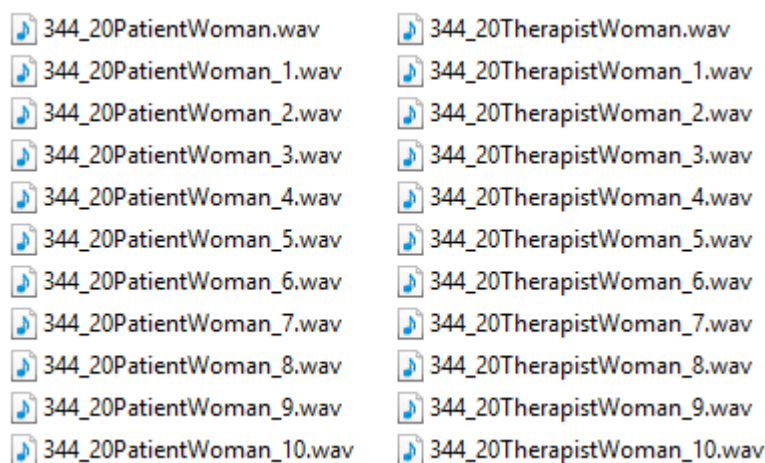 344_20PatientWoman.wav
344_20PatientWoman_1.wav
344_20PatientWoman_2.wav
344_20PatientWoman_3.wav
344_20PatientWoman_4.wav
344_20PatientWoman_5.wav
344_20PatientWoman_6.wav
344_20PatientWoman_7.wav
344_20PatientWoman_8.wav
344_20PatientWoman_9.wav
344_20PatientWoman_10.wav
344_20TherapistWoman.wav
344_20TherapistWoman_1.wav
344_20TherapistWoman_2.wav
344_20TherapistWoman_3.wav
344_20TherapistWoman_4.wav
344_20TherapistWoman_5.wav
344_20TherapistWoman_6.wav
344_20TherapistWoman_7.wav
344_20TherapistWoman_8.wav
344_20TherapistWoman_9.wav
344_20TherapistWoman_10.wav